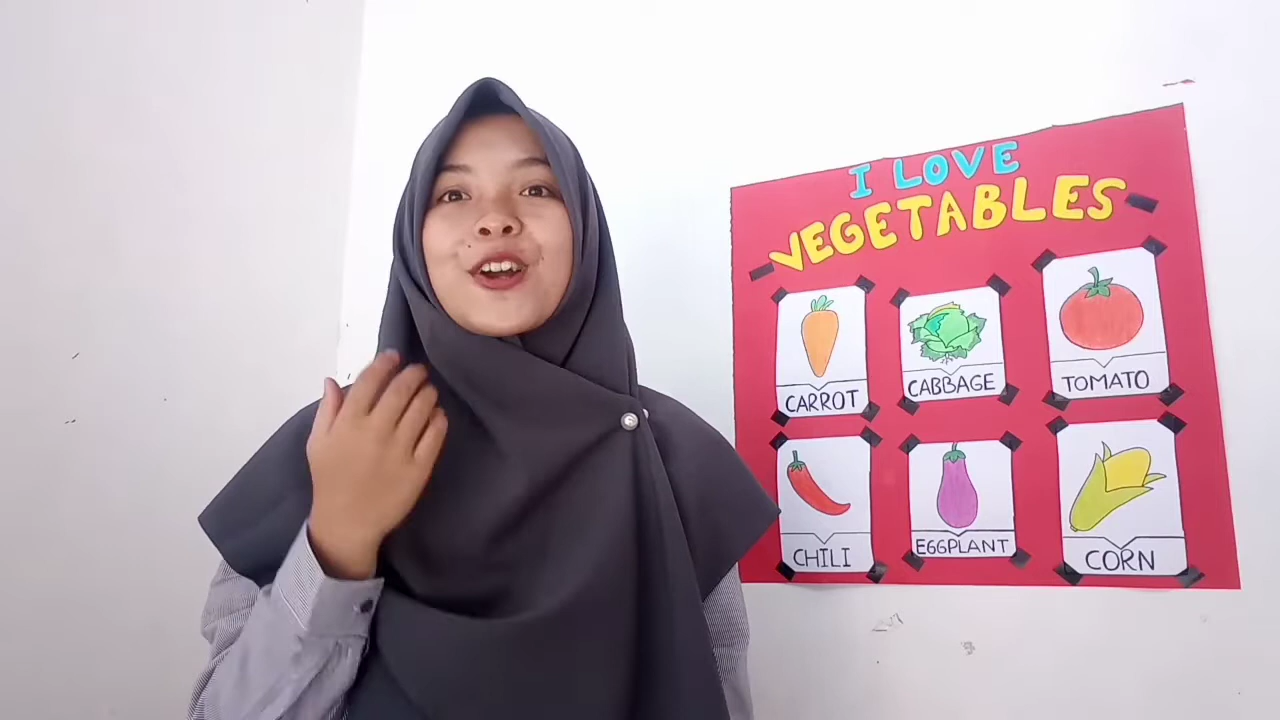 I LOVE
VEGETABLES
CARROT
CABBAGE
TOMATO
CHILI
EGGPLANT
CORN